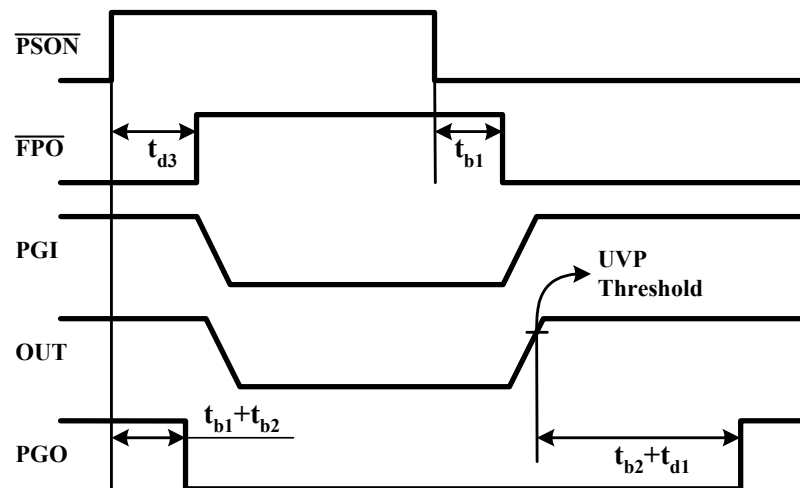 PSON
FPO
t_d3
t_b1
PGI
UVP
Threshold
OUT
t_b1+t_b2
PGO
t_b2+t_d1